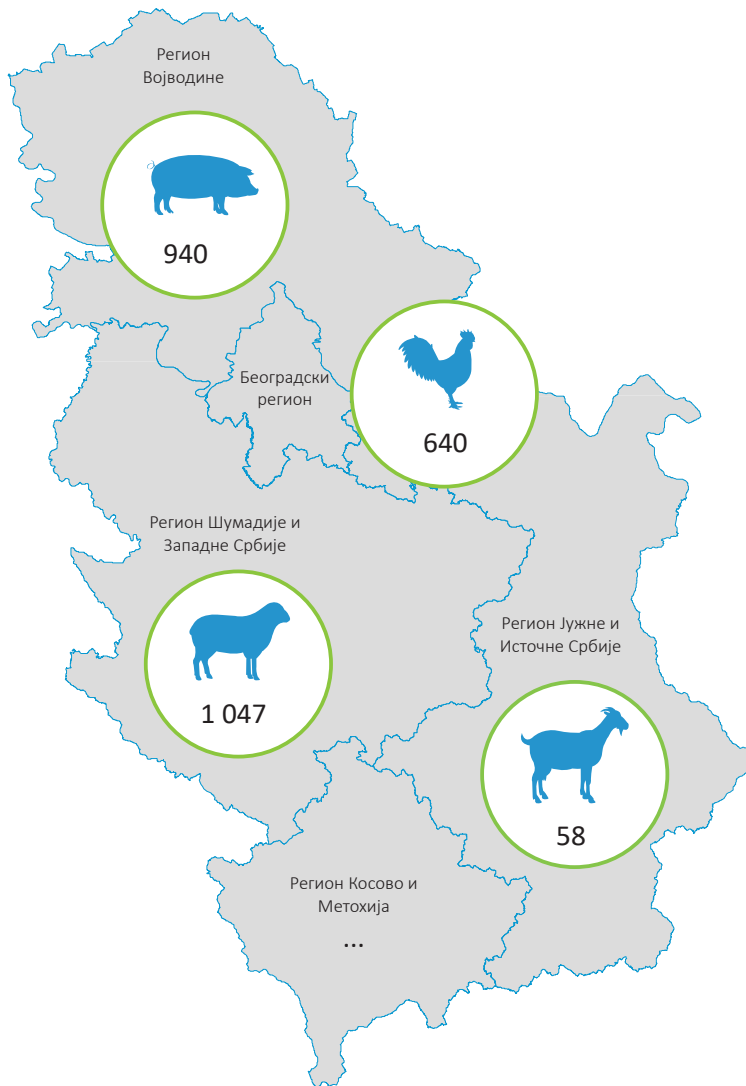 Регион
Војводине
940
Београдски
регион
640
Регион Шумадије и
Западне Србије
1 047
Регион Јужне и
Источне Србије
58
Регион Косово и
Метохија
...